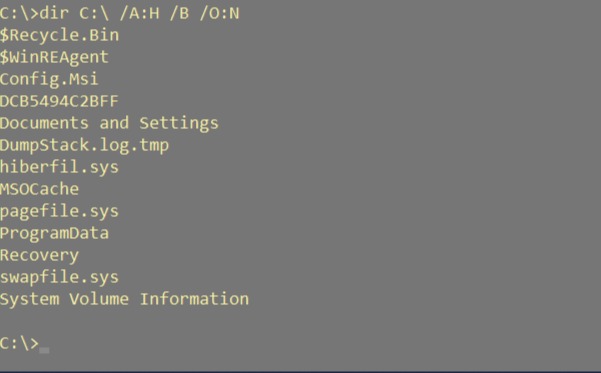 C:\>dir C:\ /A:H /B /O:N
$Recycle.Bin
$WinREAgent
Config.Msi
DCB5494C2BFF
Documents and Settings
DumpStack.log.tmp
hiberfil.sys
MSOCache
pagefile.sys
ProgramData
Recovery
swapfile.sys
System Volume Information
C:\>